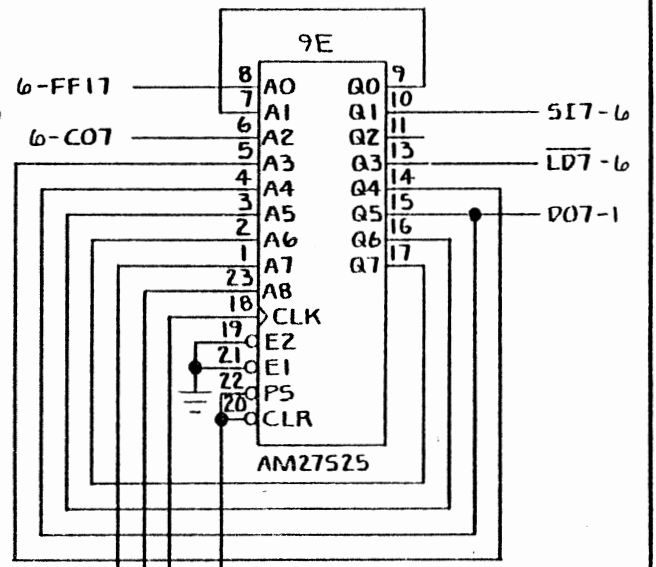 9E
8 A0 Q0 9
6-FF17
7 A1 Q1 10 SI7-6
6-C07 6 A2 Q2 11
5 A3 Q3 13 LD7-6
4 A4 Q4 14
3 A5 Q5 15 D07-1
2 A6 Q6 16
1 A7 Q7 17
23 A8
18 CLK
19 E2
21 E1
22 PS
20 CLR
AM27S25